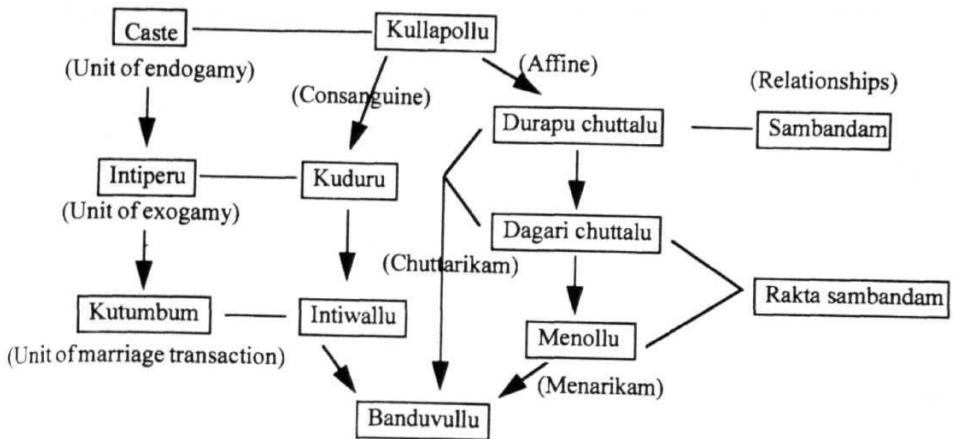 Caste
Kullapollu
(Unit of endogamy)
(Affine)
(Relationships)
(Consanguine)
Durapu chuttalu
Sambandam
Intiperu
Kuduru
(Unit of exogamy)
Dagari chuttalu
(Chuttarikam)
Rakta sambandam
Kutumbum
Intiwallu
Menollu
(Unit of marriage transaction)
(Menarikam)
Banduvullu